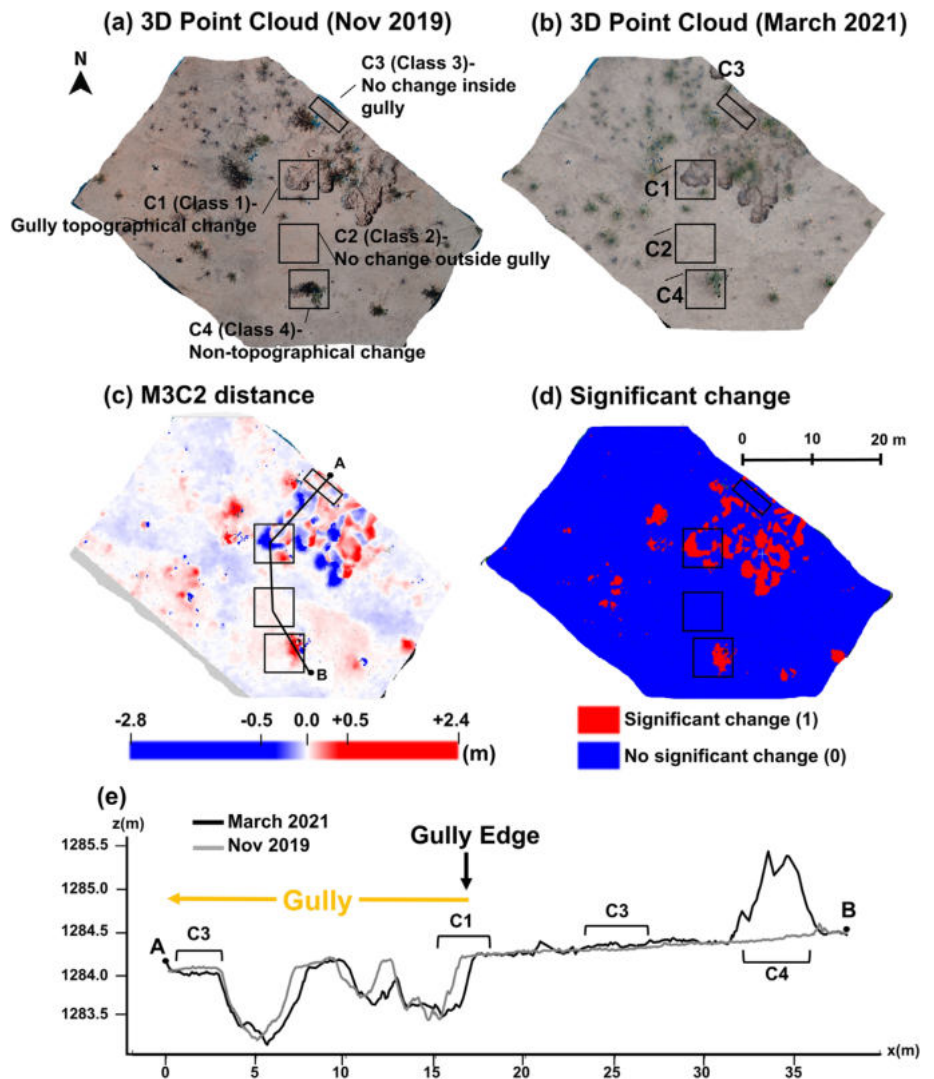 (a) 3D Point Cloud (Nov 2019)
(b) 3D Point Cloud (March 2021)
N
C3 (Class 3)-
No change inside
gully
C1 (Class 1)-
Gully topographical change
C2 (Class 2)-
No change outside gully
C4 (Class 4)-
Non-topographical change
C3
C1
C2
C4
(c) M3C2 distance
(d) Significant change
A
B
0 10 20 m
-2.8 -0.5 0.0 +0.5 +2.4
(m)
Significant change (1)
No significant change (0)
(e)
z(m)
March 2021
Nov 2019
Gully Edge
Gully
1285.5
1285.0
1284.5
1284.0
1283.5
A
C3
C1
C3
C4
B
0 5 10 15 20 25 30 35 x(m)